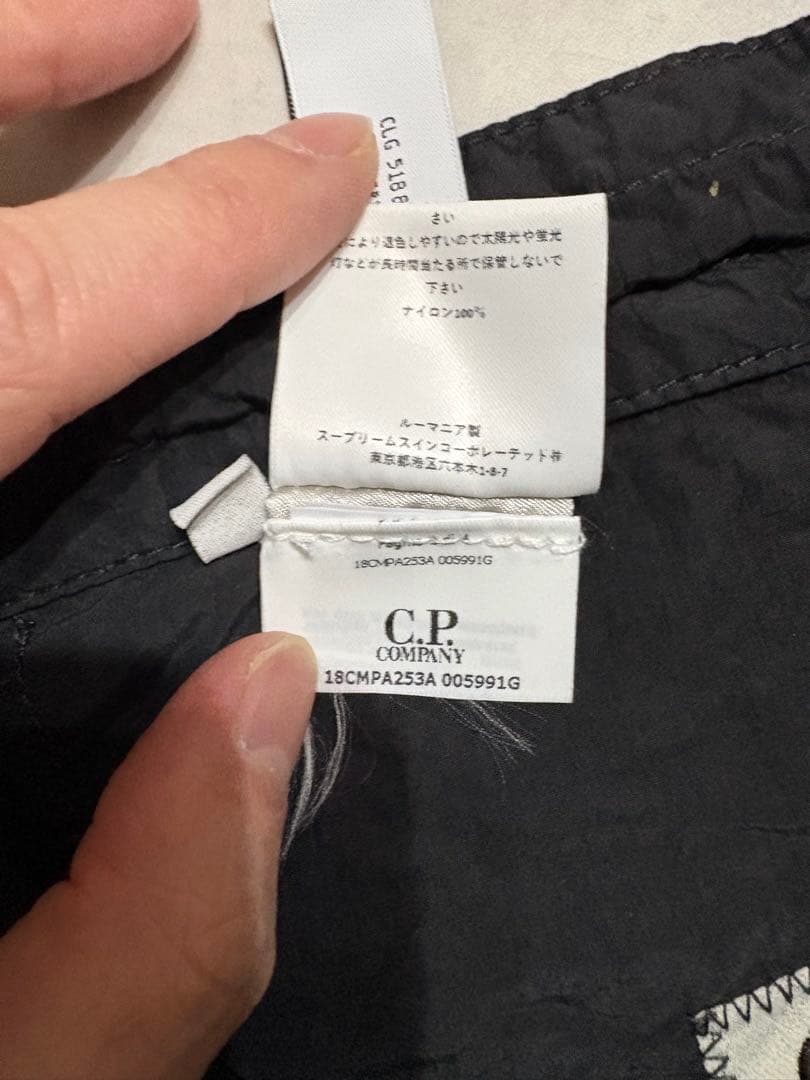 CLG 518 8
さい
により退色しやすいので太陽光や蛍光
灯などが長時間当たる所で保管しないで
下さい
ナイロン100%
ルーマニア製
スープリームスインコーポレーテッド㈱
東京都港区六本木1-8-7
18CMPA253A 005991G
C.P.
COMPANY
18CMPA253A 005991G